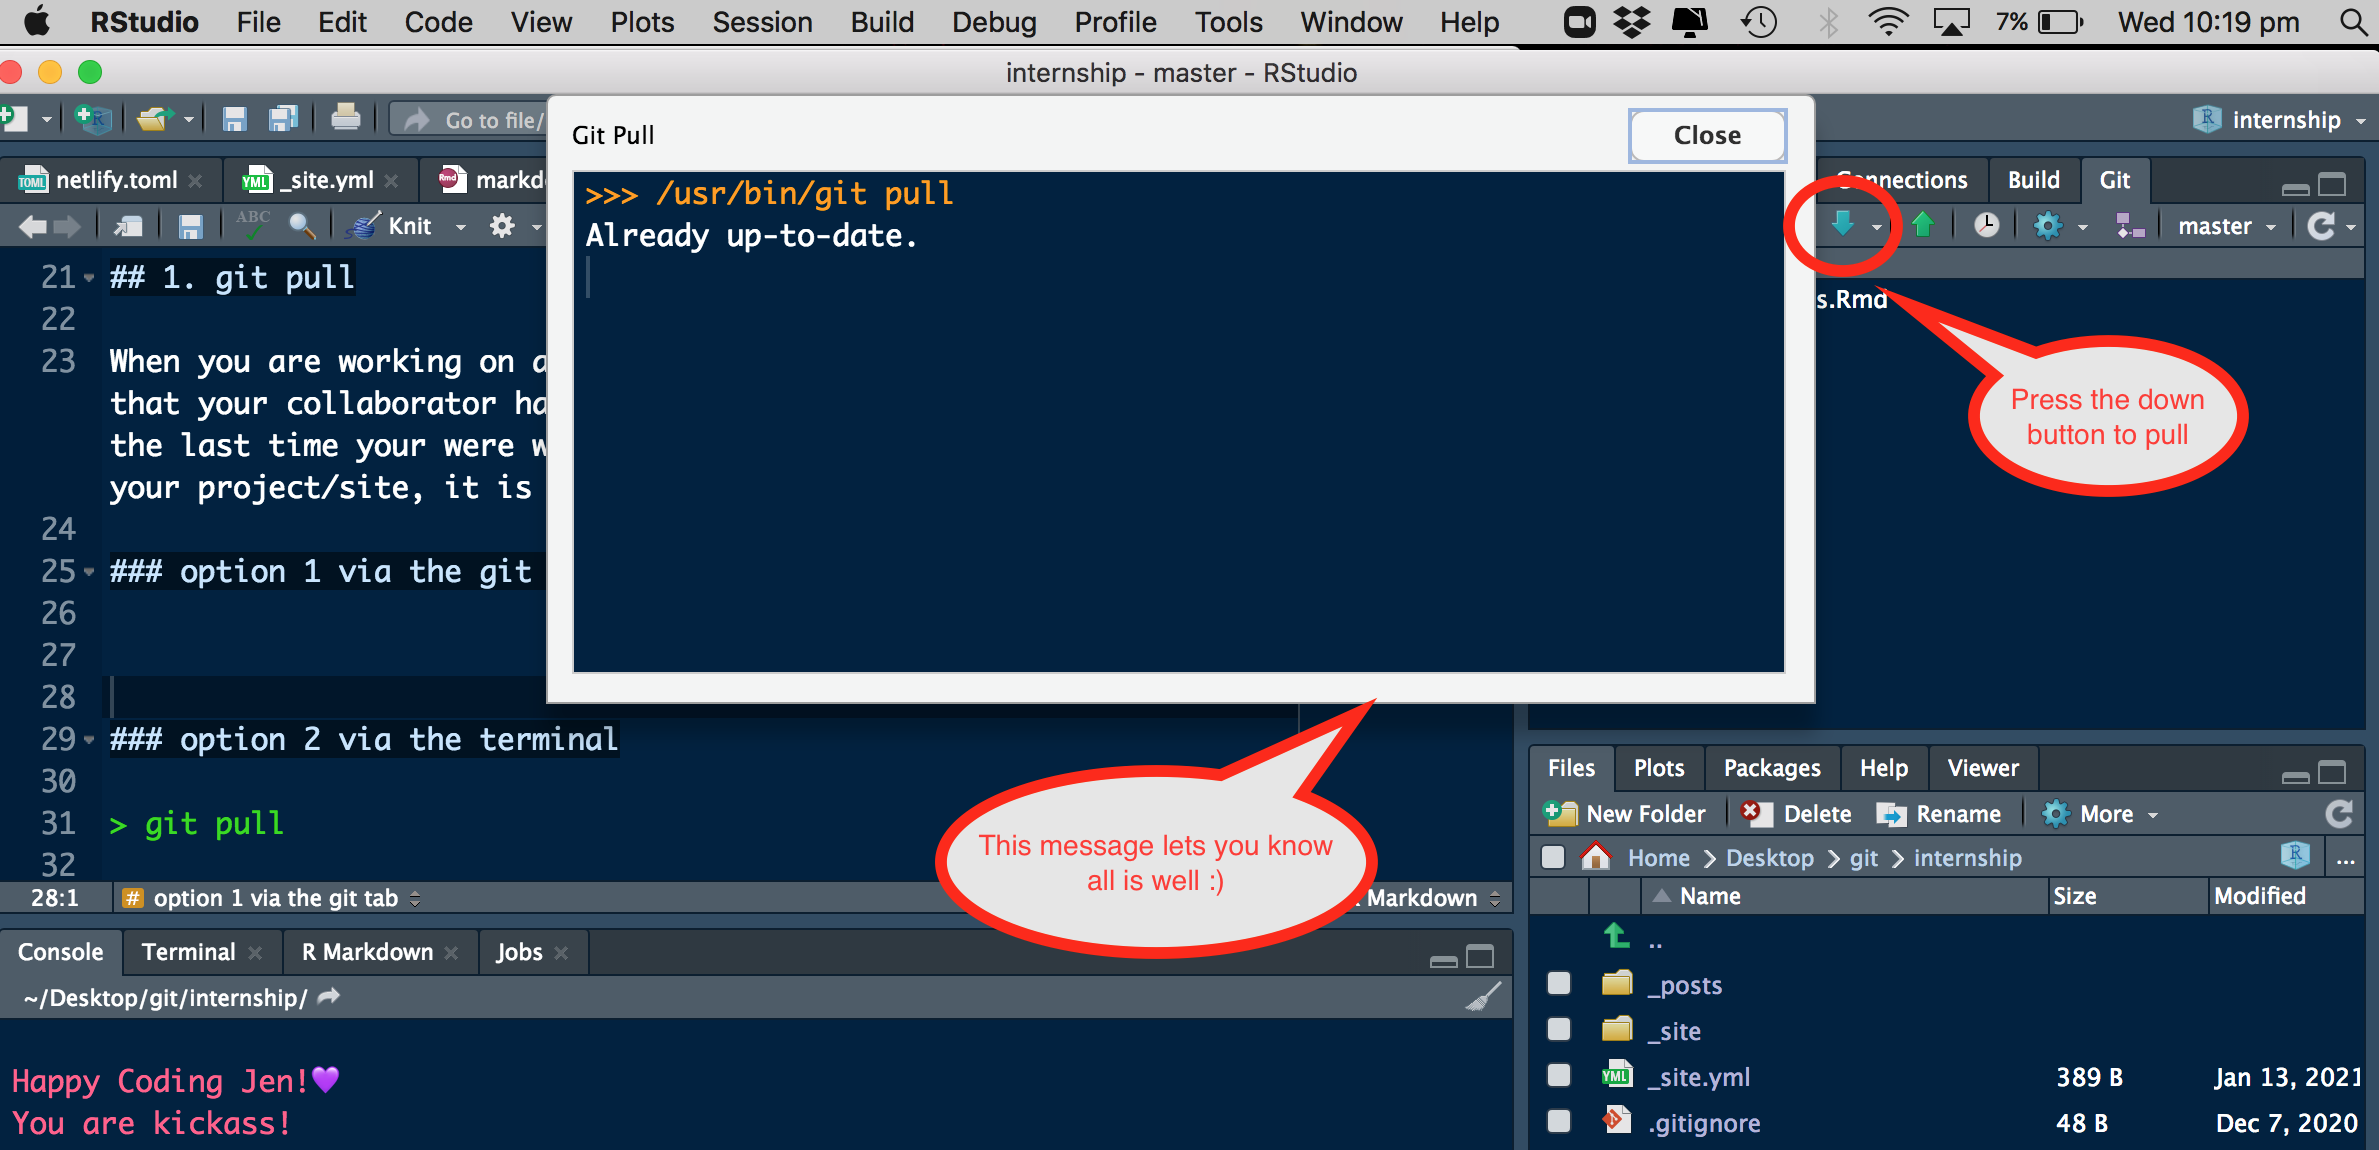 RStudio File Edit Code View Plots Session Build Debug Profile Tools Window Help 7% Wed 10:19 pm
internship - master - RStudio
Go to file/
internship
netlify.toml
_site.yml
markd
ABC
Knit
21 ## 1. git pull
22
23 When you are working on a
that your collaborator ha
the last time your were w
your project/site, it is
24
25 ### option 1 via the git
26
27
28
29 ### option 2 via the terminal
30
31 > git pull
32
28:1 # option 1 via the git tab
Markdown
Git Pull
Close
>>> /usr/bin/git pull
Already up-to-date.
Connections Build Git
master
s.Rmd
Press the down
button to pull
This message lets you know
all is well :)
Console Terminal R Markdown Jobs
~/Desktop/git/internship/
Happy Coding Jen!💜
You are kickass!
Files Plots Packages Help Viewer
New Folder Delete Rename More
Home > Desktop > git > internship ...
Name Size Modified
..
_posts
_site
YML _site.yml 389 B Jan 13, 2021
.gitignore 48 B Dec 7, 2020